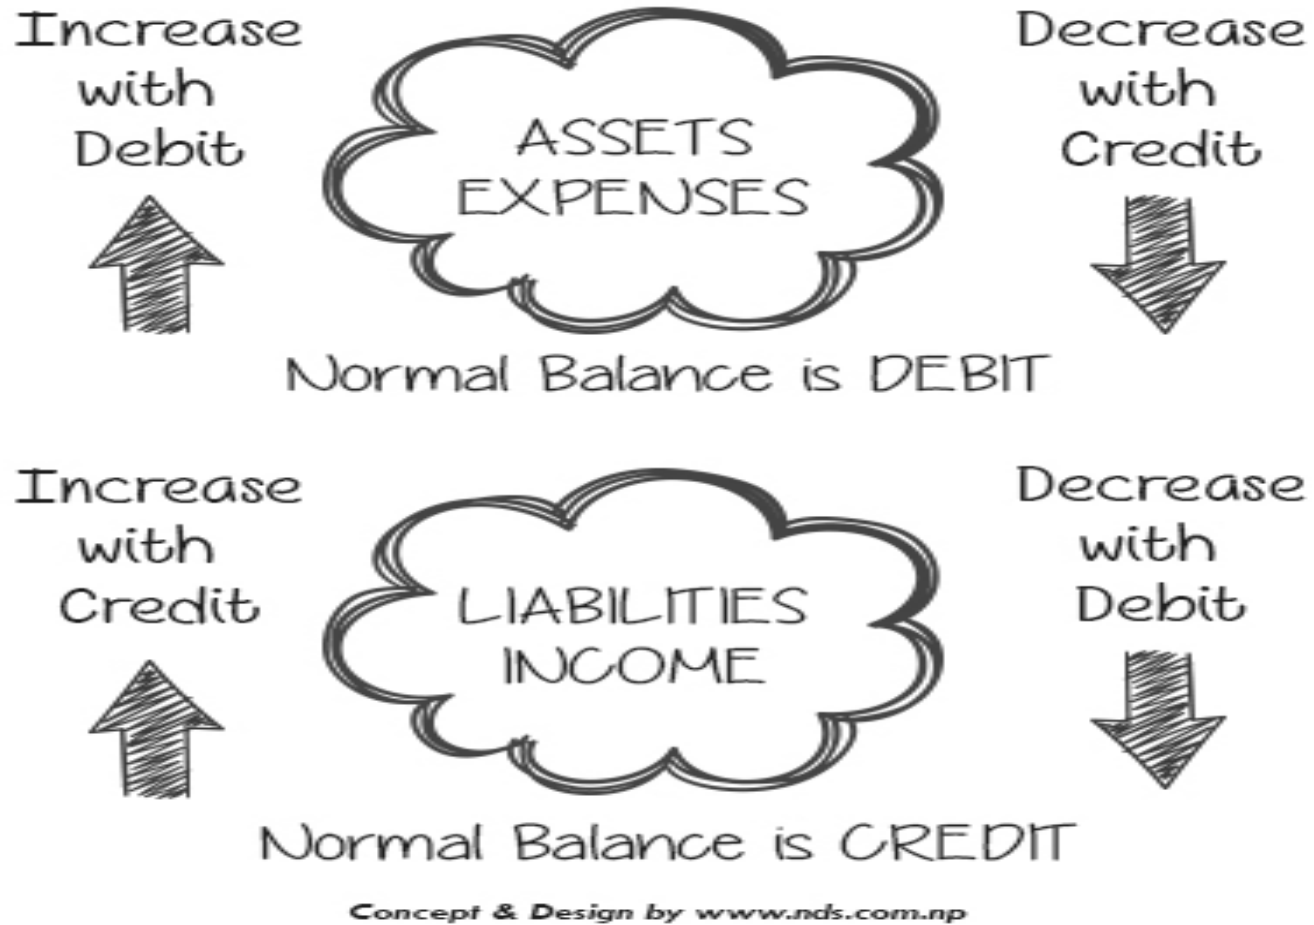 Increase
with
Debit
ASSETS
EXPENSES
Decrease
with
Credit
Normal Balance is DEBIT
Increase
with
Credit
LIABILITIES
INCOME
Decrease
with
Debit
Normal Balance is CREDIT
Concept & Design by www.nds.com.np